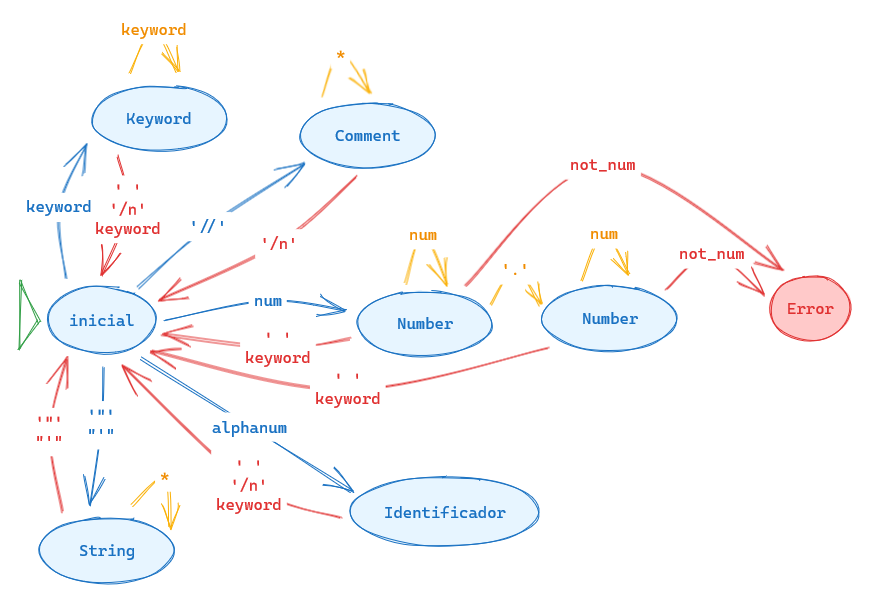 keyword
Keyword
*
Comment
keyword
' '
'/n'
keyword
'//'
'/n'
not_num
num
'.'
num
not_num
inicial
num
Number
Number
Error
' '
keyword
' '
keyword
'"'
"'"
'"'
"'"
alphanum
' '
'/n'
keyword
*
String
Identificador